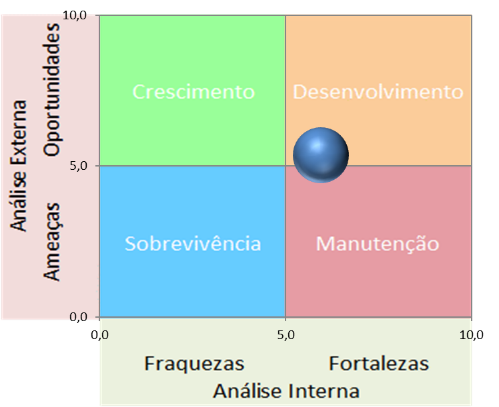 10,0
Oportunidades
Análise Externa
Crescimento
Desenvolvimento
5,0
Ameaças
Sobrevivência
Manutenção
0,0
0,0
5,0
10,0
Fraquezas
Fortalezas
Análise Interna